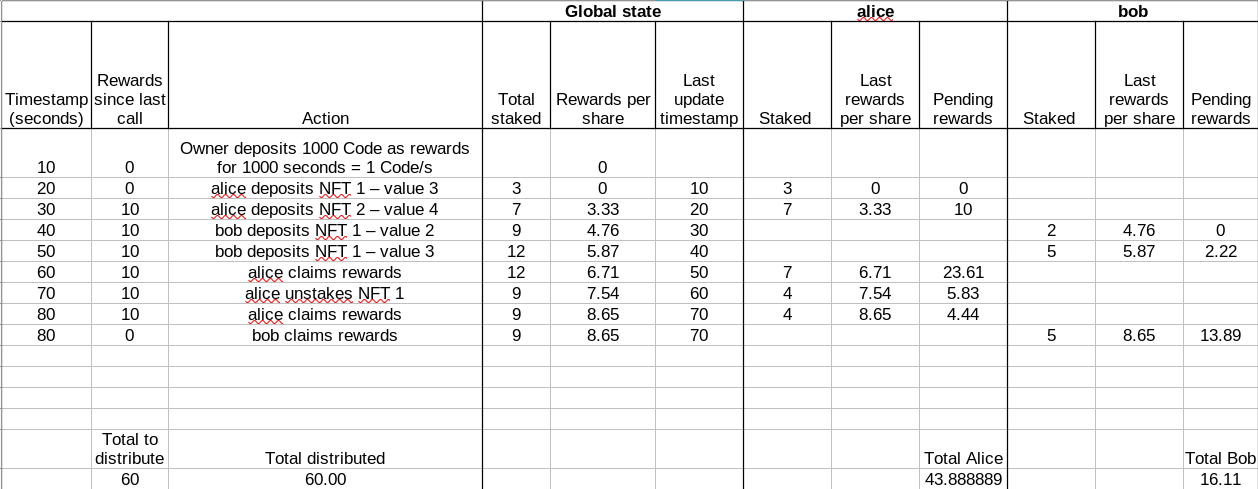 Global state alice bob
Timestamp (seconds) Rewards since last call Action Total staked Rewards per share Last update timestamp Staked Last rewards per share Pending rewards Staked Last rewards per share Pending rewards
10 0 Owner deposits 1000 Code as rewards for 1000 seconds = 1 Code/s 0
20 0 alice deposits NFT 1 – value 3 3 0 10 3 0 0
30 10 alice deposits NFT 2 – value 4 7 3.33 20 7 3.33 10
40 10 bob deposits NFT 1 – value 2 9 4.76 30 2 4.76 0
50 10 bob deposits NFT 1 – value 3 12 5.87 40 5 5.87 2.22
60 10 alice claims rewards 12 6.71 50 7 6.71 23.61
70 10 alice unstakes NFT 1 9 7.54 60 4 7.54 5.83
80 10 alice claims rewards 9 8.65 70 4 8.65 4.44
80 0 bob claims rewards 9 8.65 70 5 8.65 13.89
Total to distribute Total distributed Total Alice Total Bob
60 60.00 43.888889 16.11